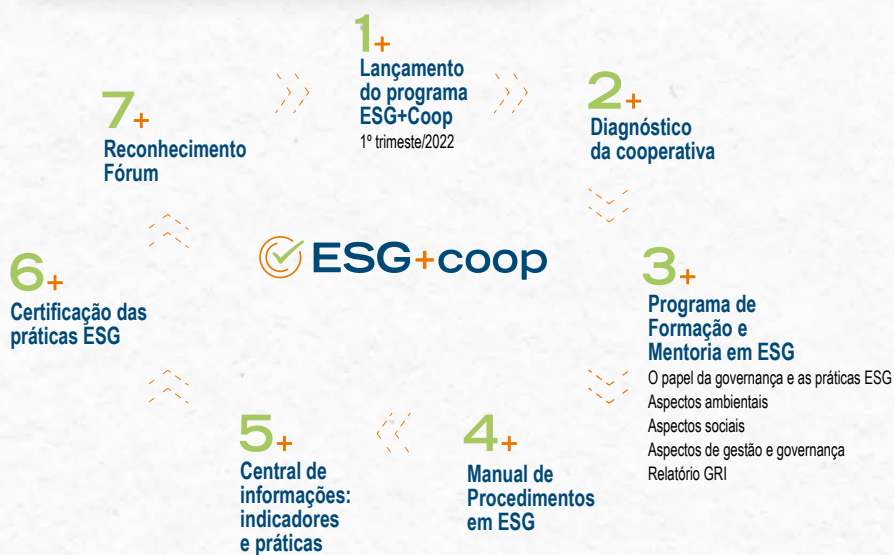 1+
Lançamento
do programa
ESG+Coop
1º trimeste/2022
2+
Diagnóstico
da cooperativa
3+
Programa de
Formação e
Mentoria em ESG
O papel da governança e as práticas ESG
Aspectos ambientais
Aspectos sociais
Aspectos de gestão e governança
Relatório GRI
4+
Manual de
Procedimentos
em ESG
5+
Central de
informações:
indicadores
e práticas
6+
Certificação das
práticas ESG
7+
Reconhecimento
Fórum
ESG+coop